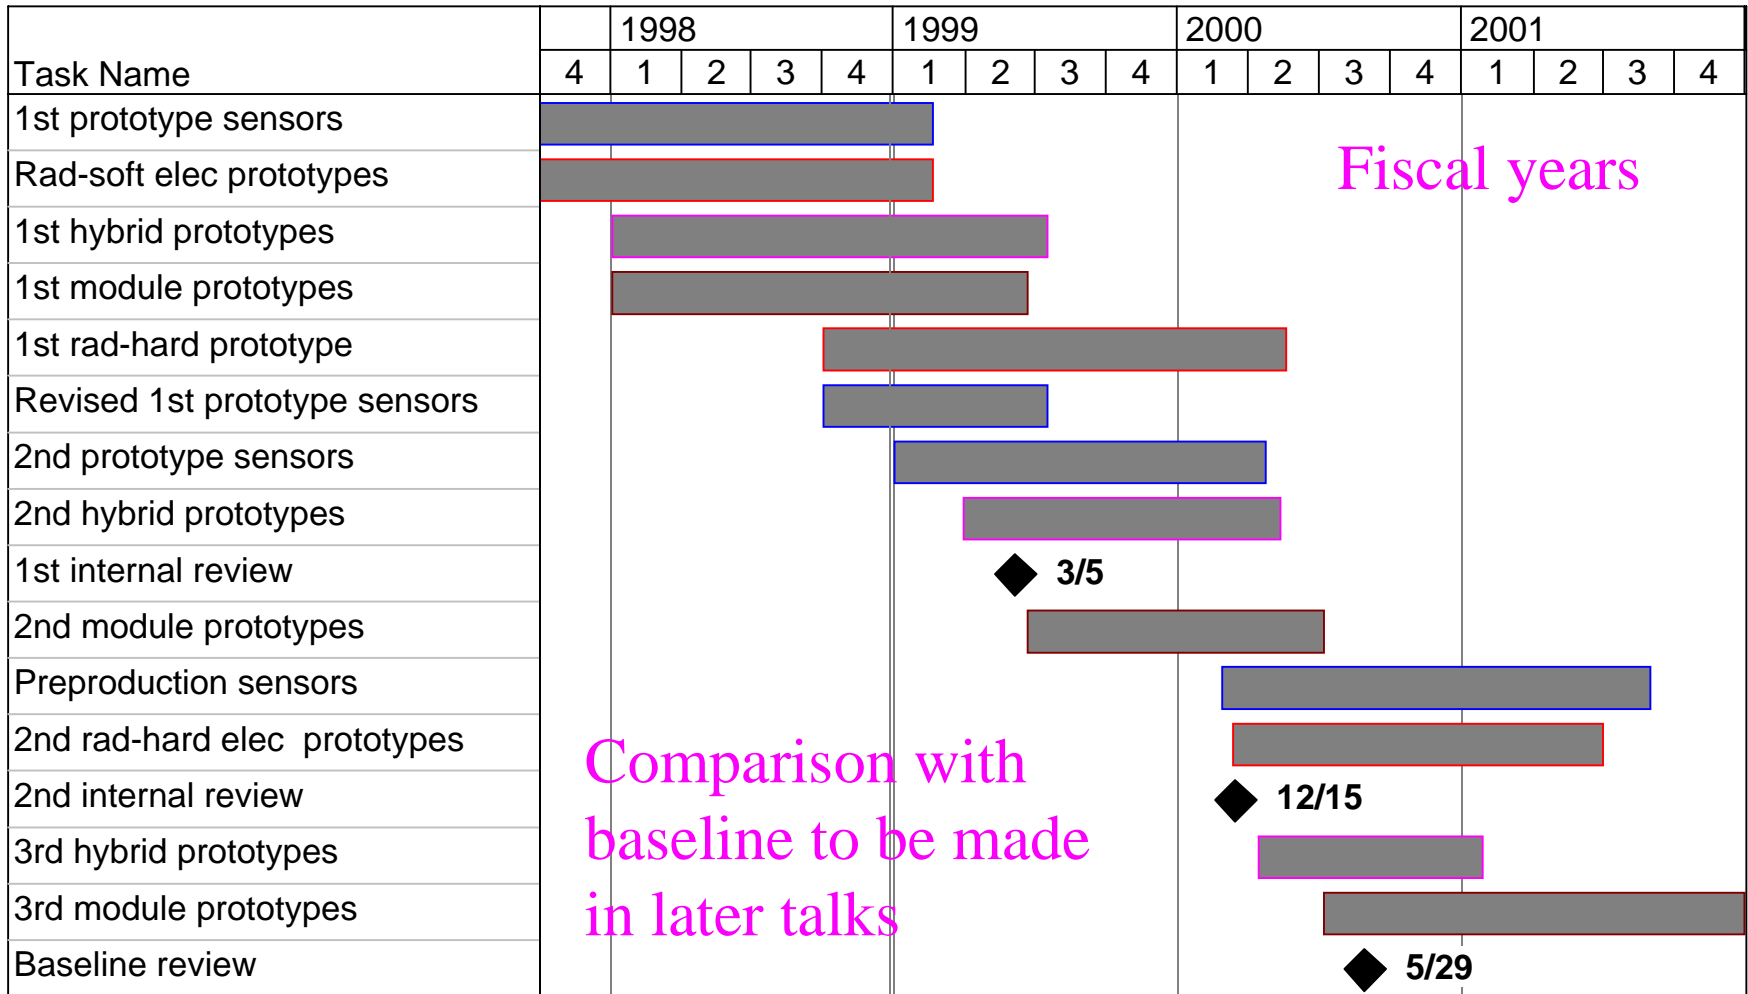 1998 1999 2000 2001
Task Name 4 1 2 3 4 1 2 3 4 1 2 3 4 1 2 3 4
1st prototype sensors
Rad-soft elec prototypes
Fiscal years
1st hybrid prototypes
1st module prototypes
1st rad-hard prototype
Revised 1st prototype sensors
2nd prototype sensors
2nd hybrid prototypes
1st internal review 3/5
2nd module prototypes
Preproduction sensors
2nd rad-hard elec prototypes
2nd internal review 12/15
3rd hybrid prototypes
3rd module prototypes
Baseline review 5/29
Comparison with
baseline to be made
in later talks